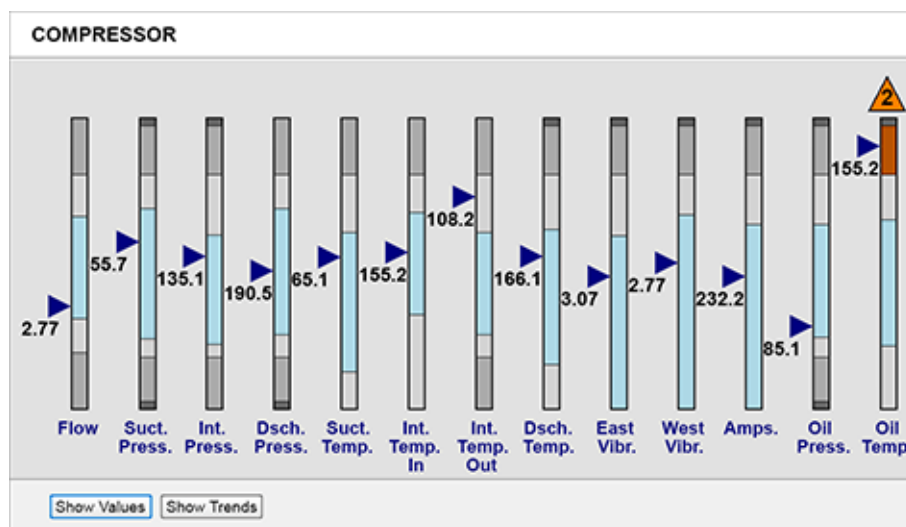 COMPRESSOR
2
155.2
108.2
55.7
135.1
190.5
65.1
155.2
166.1
3.07
2.77
232.2
2.77
85.1
Flow
Suct.
Press.
Int.
Press.
Dsch.
Press.
Suct.
Temp.
Int.
Temp.
In
Int.
Temp.
Out
Dsch.
Temp.
East
Vibr.
West
Vibr.
Amps.
Oil
Press.
Oil
Temp
Show Values
Show Trends